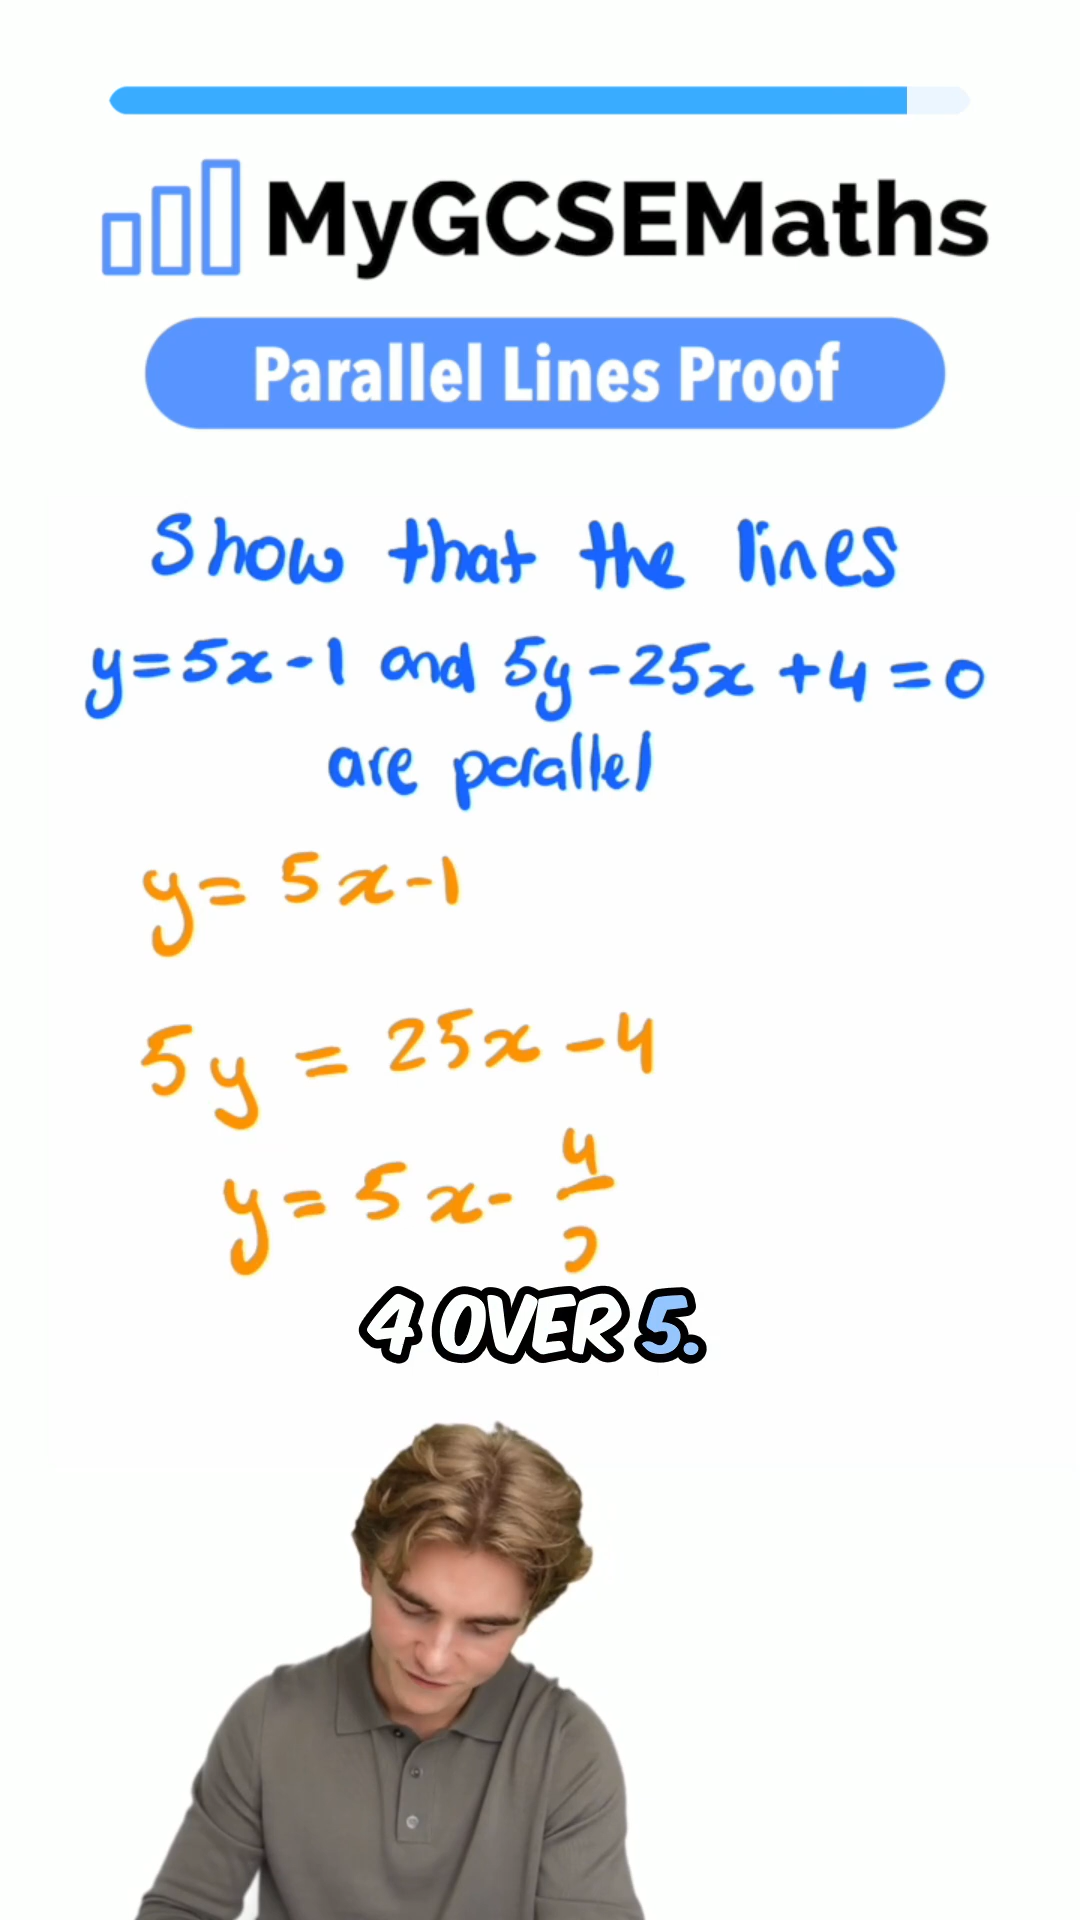 MyGCSEMaths
Parallel Lines Proof
Show that the lines
y=5x-1 and 5y-25x+4=0
are parallel
y=5x-1
5y=25x-4
y=5x-4/
4 OVER 5.